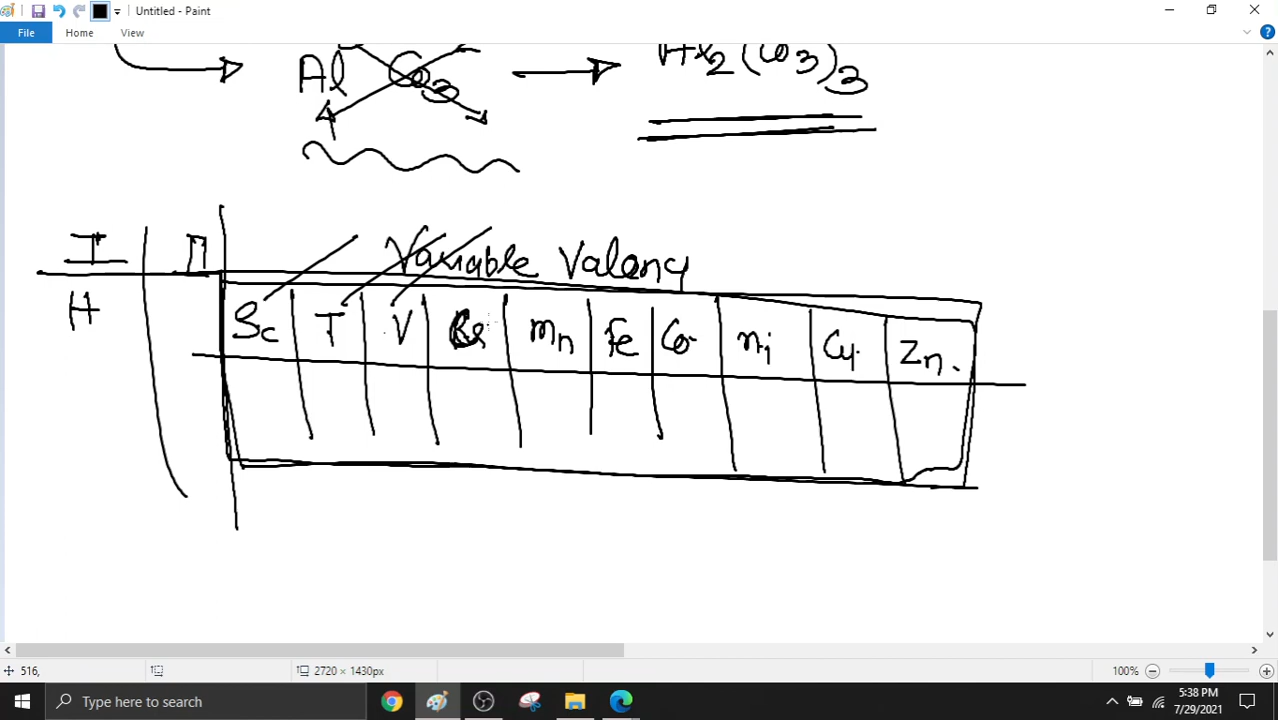 Untitled - Paint
File Home View
Al Co3 Al2(Co3)3
I II Variable Valency
H Sc T V mn Fe Co ni Cu Zn.
516, 2720 × 1430px 100%
Type here to search 5:38 PM
7/29/2021